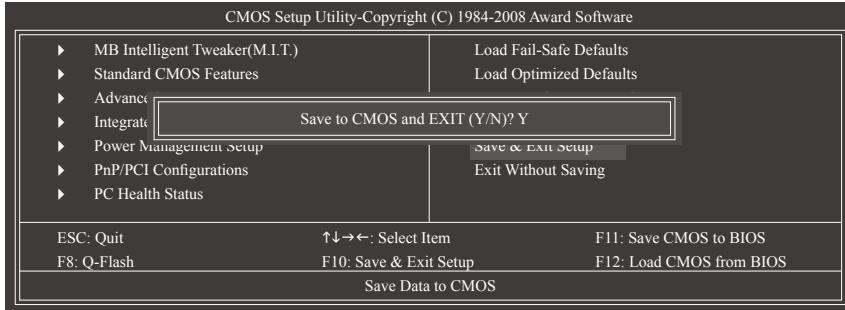 CMOS Setup Utility-Copyright (C) 1984-2008 Award Software
MB Intelligent Tweaker(M.I.T.)
Standard CMOS Features
Integrate
Power Management Setup
PnP/PCI Configurations
PC Health Status
Load Fail-Safe Defaults
Load Optimized Defaults
Save & Exit Setup
Exit Without Saving
Save to CMOS and EXIT (Y/N)? Y
ESC: Quit ↑↓→←: Select Item F11: Save CMOS to BIOS
F8: Q-Flash F10: Save & Exit Setup F12: Load CMOS from BIOS
Save Data to CMOS